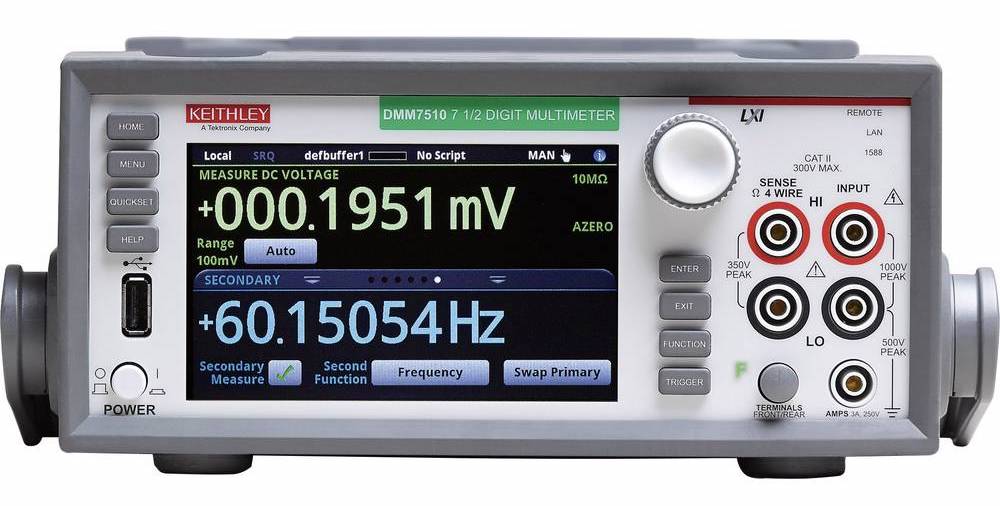 KEITHLEY
A Tektronix Company
DMM7510 7 1/2 DIGIT MULTIMETER
LXI
REMOTE
LAN
1588
HOME
MENU
QUICKSET
HELP
POWER
Local SRQ defbuffer1 No Script MAN i
MEASURE DC VOLTAGE
10MΩ
+000.1951 mV
AZERO
Range
100mV
Auto
SECONDARY
+60.15054 Hz
Secondary
Measure
Second
Function
Frequency
Swap Primary
ENTER
EXIT
FUNCTION
TRIGGER
CAT II
300V MAX.
SENSE
Ω 4 WIRE
INPUT
HI
350V
PEAK
1000V
PEAK
LO
500V
PEAK
F
TERMINALS
FRONT/REAR
AMPS 3A, 250V